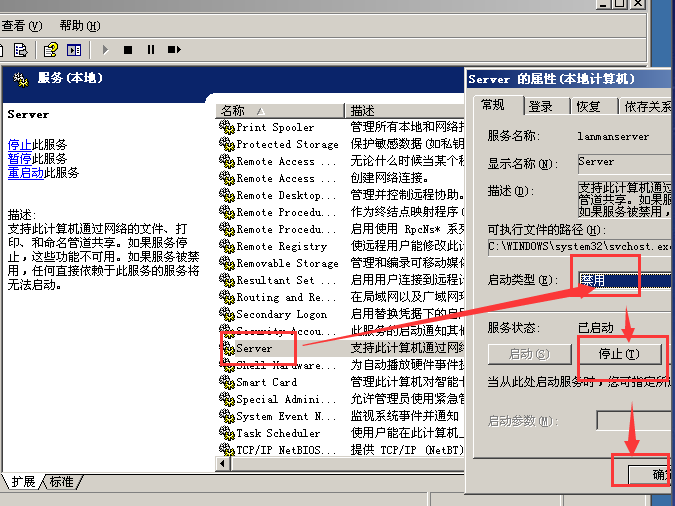 查看(V) 帮助(H)
服务(本地)
Server
停止此服务
暂停此服务
重启动此服务
描述:
支持此计算机通过网络的文件、打
印、和命名管道共享。如果服务停
止，这些功能不可用。如果服务被禁
用，任何直接依赖于此服务的服务将
无法启动。
名称 描述
Print Spooler 管理所有本地和网络打
Protected Storage 保护敏感数据(如私钥
Remote Access ... 无论什么时候当某个程
Remote Access ... 创建网络连接。
Remote Desktop... 管理并控制远程协助。
Remote Procedu... 作为终结点映射程序(
Remote Procedu... 启用使用 RpcNs* 系列
Remote Registry 使远程用户能修改此计
Removable Storage 管理和编录可移动媒体
Resultant Set ... 启用用户连接到远程计
Routing and Re... 在局域网以及广域网环
Secondary Logon 启用替换凭据下的启用
Security Accou... 此服务的启动通知其他
Server 支持此计算机通过网络
Shell Hardware... 为自动播放硬件事件提
Smart Card 管理此计算机对智能卡
Special Admini... 允许管理员使用紧急管
System Event N... 监视系统事件并通知
Task Scheduler 使用户能在此计算机上
TCP/IP NetBIOS... 提供 TCP/IP (NetBT)
扩展 标准
Server 的属性(本地计算机)
常规 登录 恢复 依存关系
服务名称: lanmanserver
显示名称(N): Server
描述(D): 支持此计算机通过
管道共享。如果服
如果服务被禁用，
可执行文件的路径(H):
C:\WINDOWS\system32\svchost.exe
启动类型(E): 禁用
服务状态: 已启动
启动(S) 停止(T)
当从此处启动服务时，您可指定所
启动参数(M):
确定